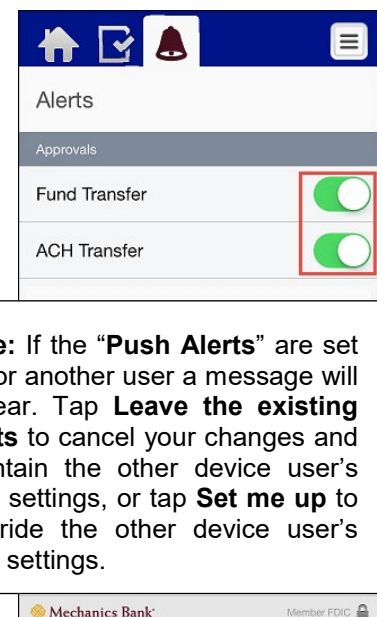 Alerts
Approvals
Fund Transfer
ACH Transfer
e: If the “Push Alerts” are set
or another user a message will
ear. Tap Leave the existing
ts to cancel your changes and
ntain the other device user’s
settings, or tap Set me up to
ride the other device user’s
settings.
Mechanics Bank Member FDIC